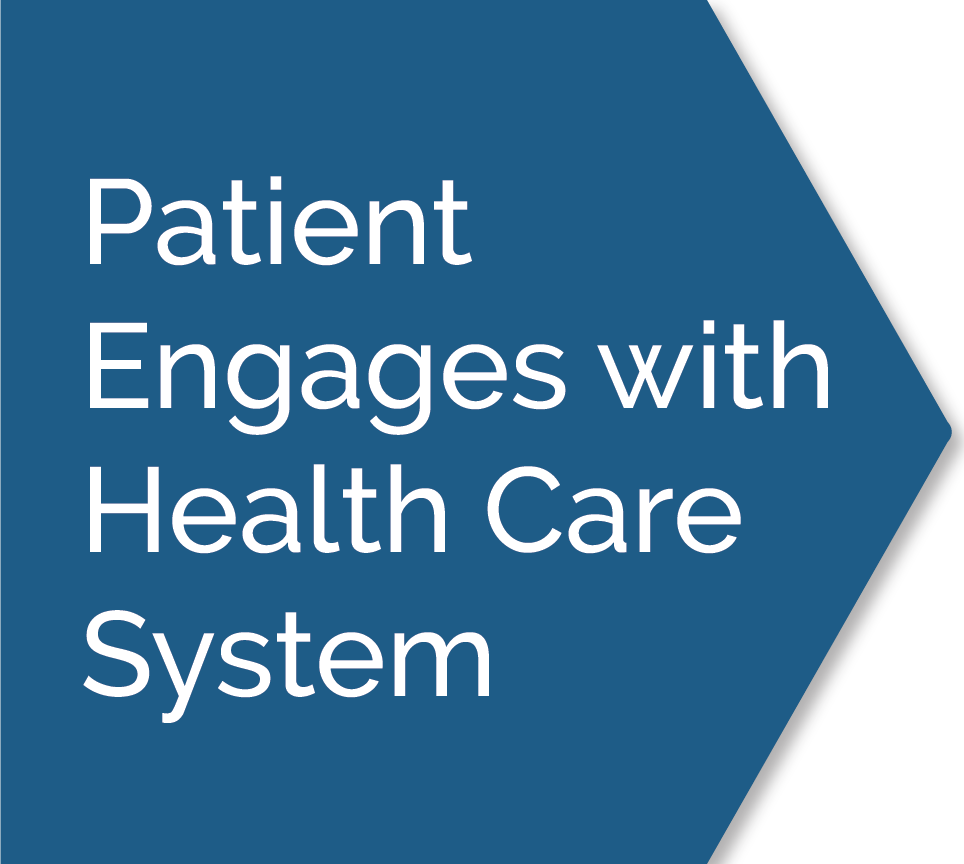 Patient
Engages with
Health Care
System